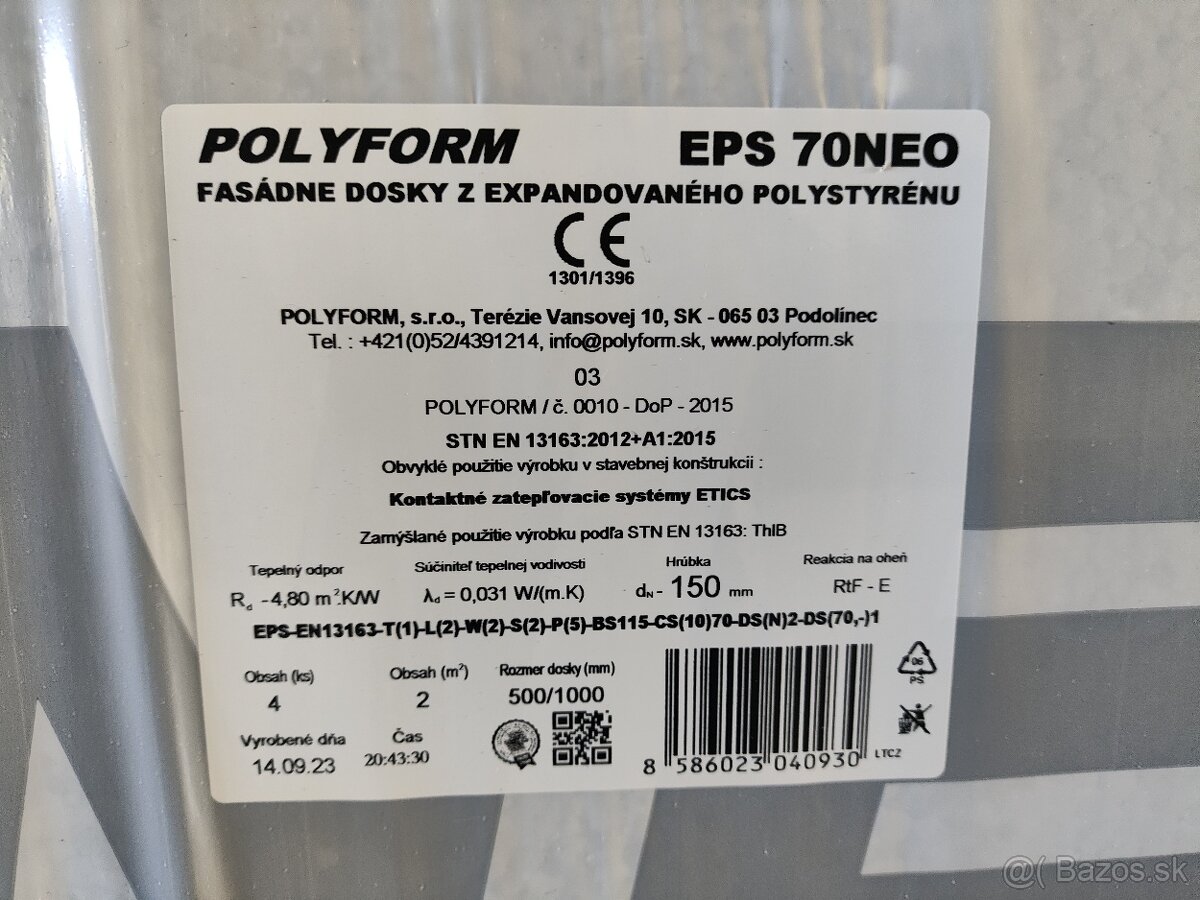 POLYFORM EPS 70NEO
FASÁDNE DOSKY Z EXPANDOVANÉHO POLYSTYRÉNU
CE
1301/1396
POLYFORM, s.r.o., Terézie Vansovej 10, SK - 065 03 Podolínec
Tel. : +421(0)52/4391214, info@polyform.sk, www.polyform.sk
03
POLYFORM / č. 0010 - DoP - 2015
STN EN 13163:2012+A1:2015
Obvyklé použitie výrobku v stavebnej konštrukcii :
Kontaktné zatepľovacie systémy ETICS
Zamýšlané použitie výrobku podľa STN EN 13163: ThIB
Tepelný odpor Súčiniteľ tepelnej vodivosti Hrúbka Reakcia na oheň
Rd -4,80 m².K/W λd = 0,031 W/(m.K) dN - 150 mm RtF - E
EPS-EN13163-T(1)-L(2)-W(2)-S(2)-P(5)-BS115-CS(10)70-DS(N)2-DS(70,-)1
Obsah (ks) Obsah (m²) Rozmer dosky (mm)
4 2 500/1000
06
PS
Vyrobené dňa Čas
14.09.23 20:43:30
8 586023 040930 LTCZ
@( Bazos.sk